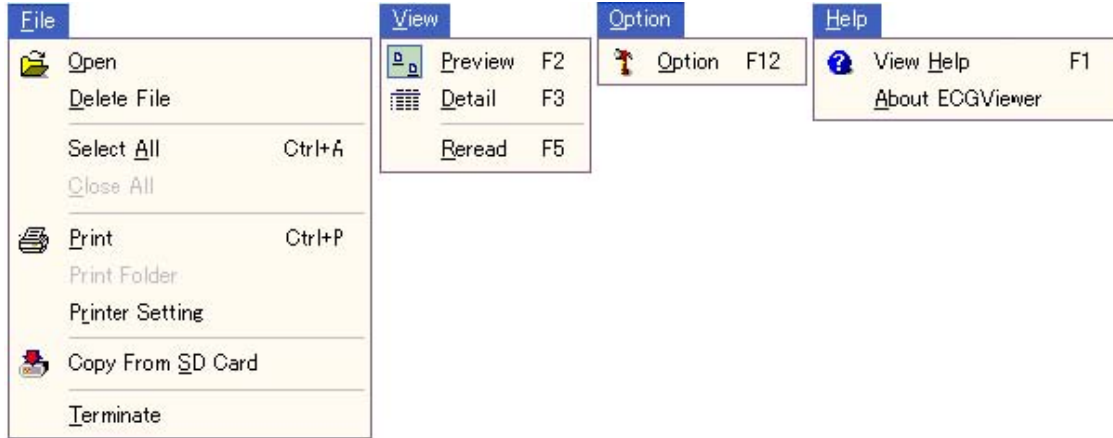 File
Open
Delete File
Select All Ctrl+A
Close All
Print Ctrl+P
Print Folder
Printer Setting
Copy From SD Card
Terminate
View
Preview F2
Detail F3
Reread F5
Option
Option F12
Help
View Help F1
About ECGViewer